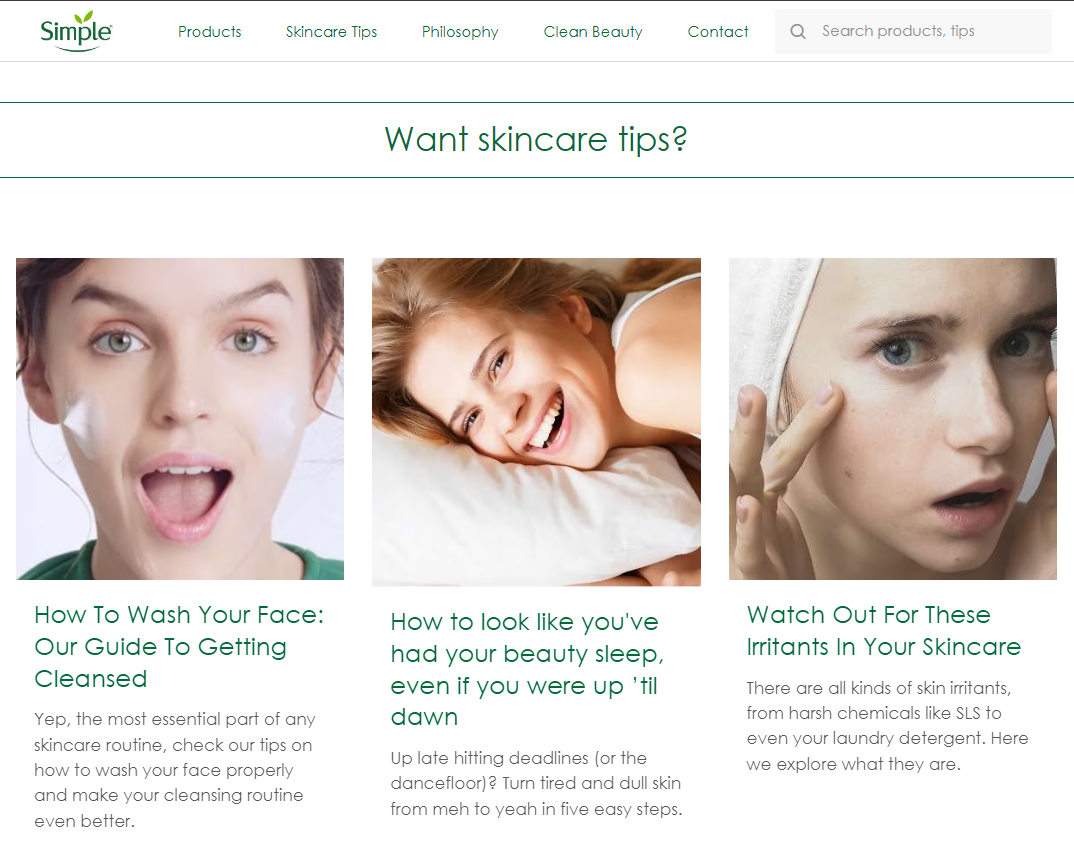 Simple
Products
Skincare Tips
Philosophy
Clean Beauty
Contact
Search products, tips
Want skincare tips?
How To Wash Your Face:
Our Guide To Getting
Cleansed
Yep, the most essential part of any
skincare routine, check our tips on
how to wash your face properly
and make your cleansing routine
even better.
How to look like you've
had your beauty sleep,
even if you were up ’til
dawn
Up late hitting deadlines (or the
dancefloor)? Turn tired and dull skin
from meh to yeah in five easy steps.
Watch Out For These
Irritants In Your Skincare
There are all kinds of skin irritants,
from harsh chemicals like SLS to
even your laundry detergent. Here
we explore what they are.